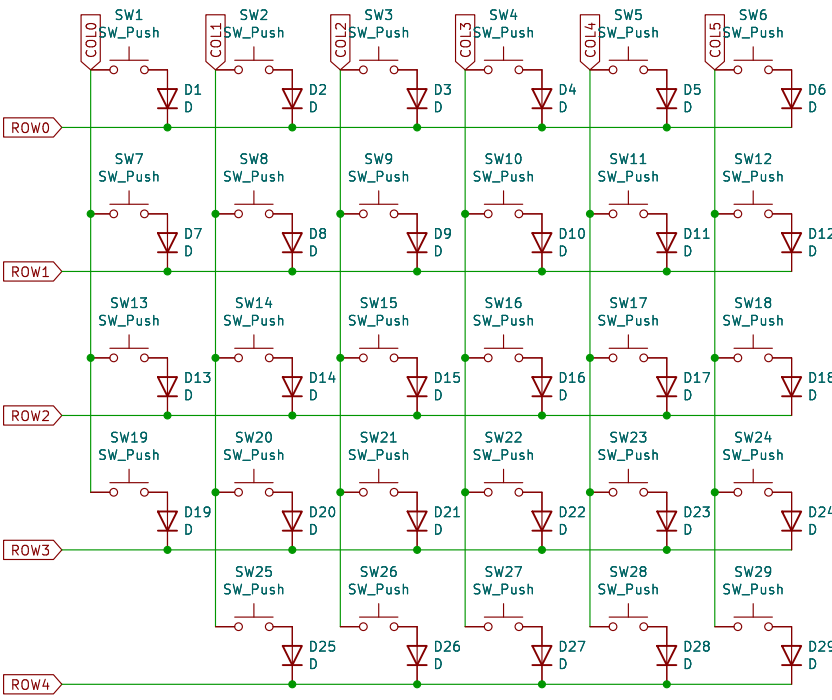 SW1 SW2 SW3 SW4 SW5 SW6
SW_Push SW_Push SW_Push SW_Push SW_Push SW_Push
COL0 COL1 COL2 COL3 COL4 COL5
D1 D2 D3 D4 D5 D6
D D D D D D
ROW0
SW7 SW8 SW9 SW10 SW11 SW12
SW_Push SW_Push SW_Push SW_Push SW_Push SW_Push
D7 D8 D9 D10 D11 D12
D D D D D D
ROW1
SW13 SW14 SW15 SW16 SW17 SW18
SW_Push SW_Push SW_Push SW_Push SW_Push SW_Push
D13 D14 D15 D16 D17 D18
D D D D D D
ROW2
SW19 SW20 SW21 SW22 SW23 SW24
SW_Push SW_Push SW_Push SW_Push SW_Push SW_Push
D19 D20 D21 D22 D23 D24
D D D D D D
ROW3
SW25 SW26 SW27 SW28 SW29
SW_Push SW_Push SW_Push SW_Push SW_Push
D25 D26 D27 D28 D29
D D D D D
ROW4